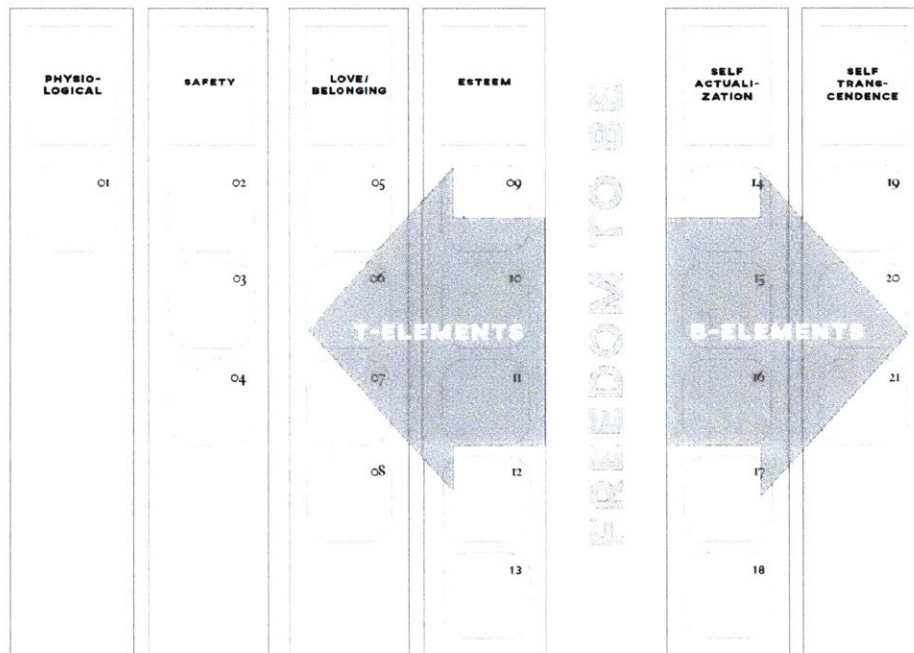 PHYSIO-
LOGICAL
SAFETY
LOVE/
BELONGING
ESTEEM
SELF
ACTUALI-
ZATION
SELF
TRANS-
CENDENCE
01
02
03
04
05
06
07
08
09
10
11
12
13
T-ELEMENTS
FREEDOM TO BE
14
15
16
17
18
B-ELEMENTS
19
20
21